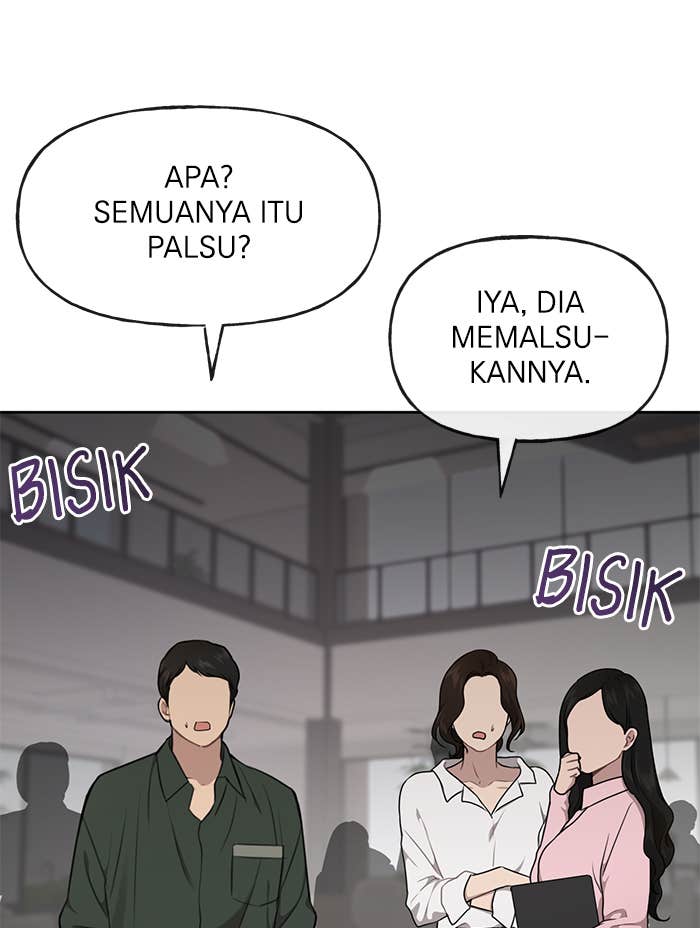 APA?
SEMUANYA ITU
PALSU?
IYA, DIA
MEMALSU-
KANNYA.
BISIK
BISIK